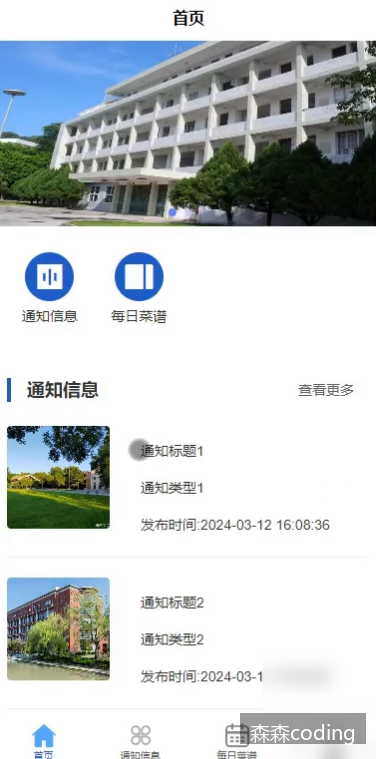 首页
通知信息
每日菜谱
通知信息
查看更多
通知标题1
通知类型1
发布时间:2024-03-12 16:08:36
通知标题2
通知类型2
发布时间:2024-03-1
首页
通知信息
每日菜谱
森森coding